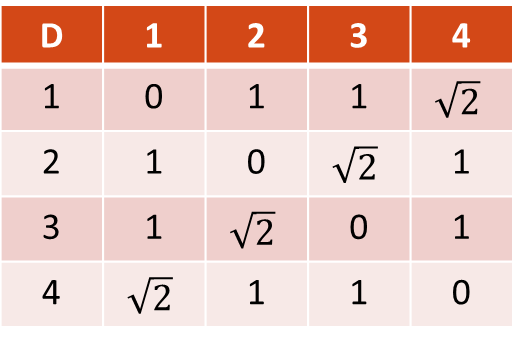 D 1 2 3 4
1 0 1 1 √2
2 1 0 √2 1
3 1 √2 0 1
4 √2 1 1 0